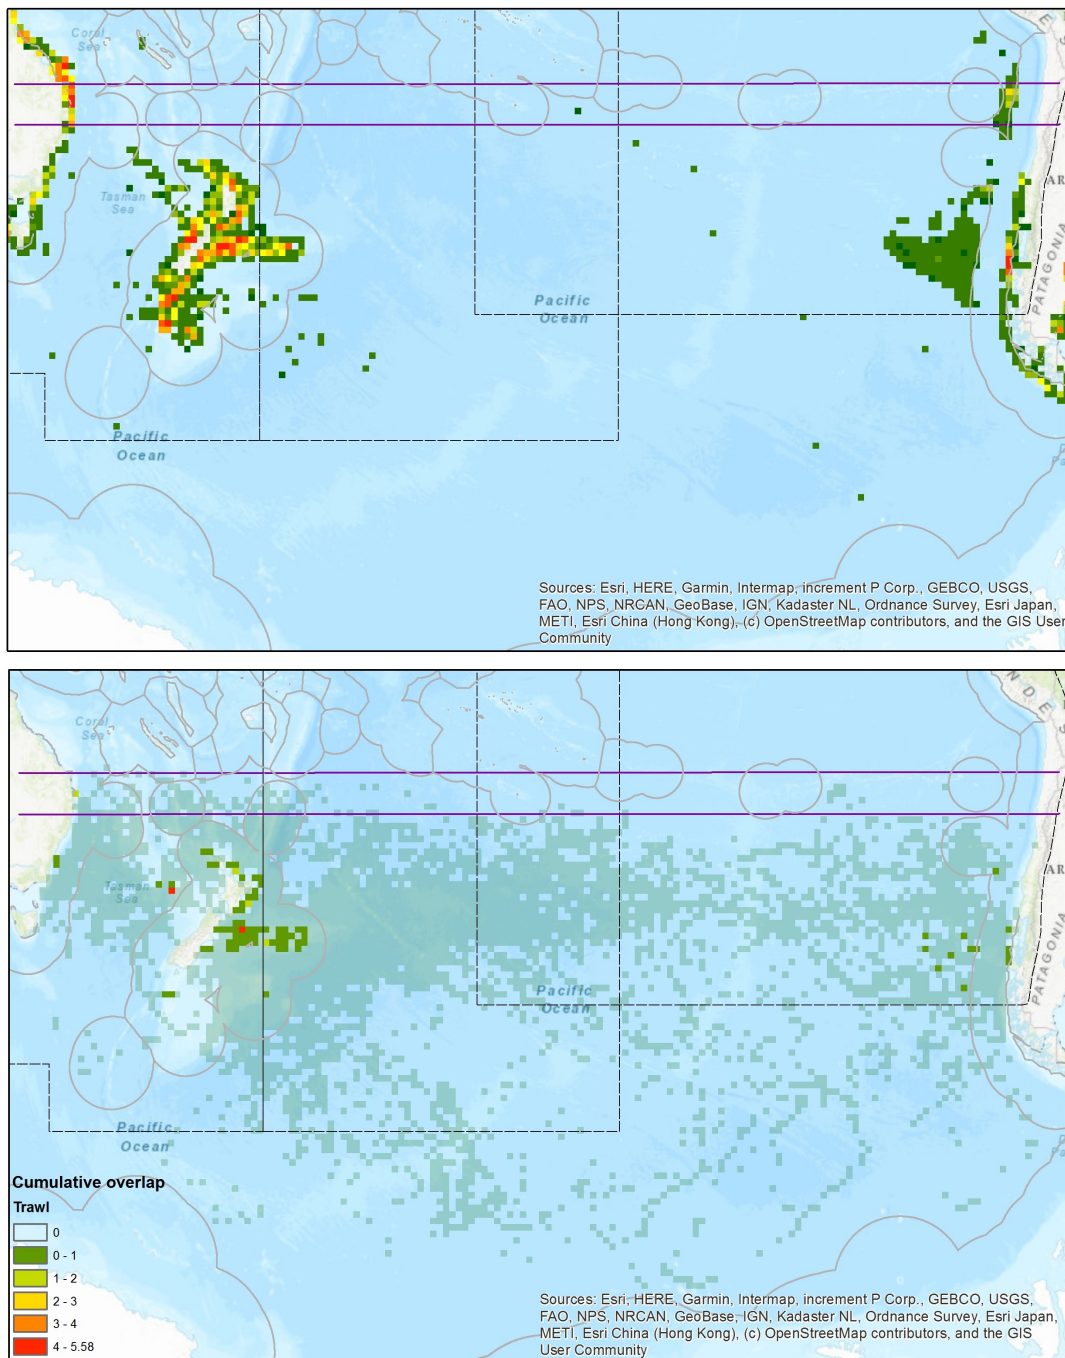 Coral
Sea
Tasman
Sea
AR
PATAGONIA
Pacific
Ocean
Pacific
Ocean
Sources: Esri, HERE, Garmin, Intermap, increment P Corp., GEBCO, USGS,
FAO, NPS, NRCAN, GeoBase, IGN, Kadaster NL, Ordnance Survey, Esri Japan,
METI, Esri China (Hong Kong), (c) OpenStreetMap contributors, and the GIS User
Community
N D E S
Coral
Sea
Tasman
Sea
AR
PATAGONIA
Pacific
Ocean
Pacific
Ocean
Cumulative overlap
Trawl
0
0 - 1
1 - 2
2 - 3
3 - 4
4 - 5.58
Sources: Esri, HERE, Garmin, Intermap, increment P Corp., GEBCO, USGS,
FAO, NPS, NRCAN, GeoBase, IGN, Kadaster NL, Ordnance Survey, Esri Japan,
METI, Esri China (Hong Kong), (c) OpenStreetMap contributors, and the GIS
User Community